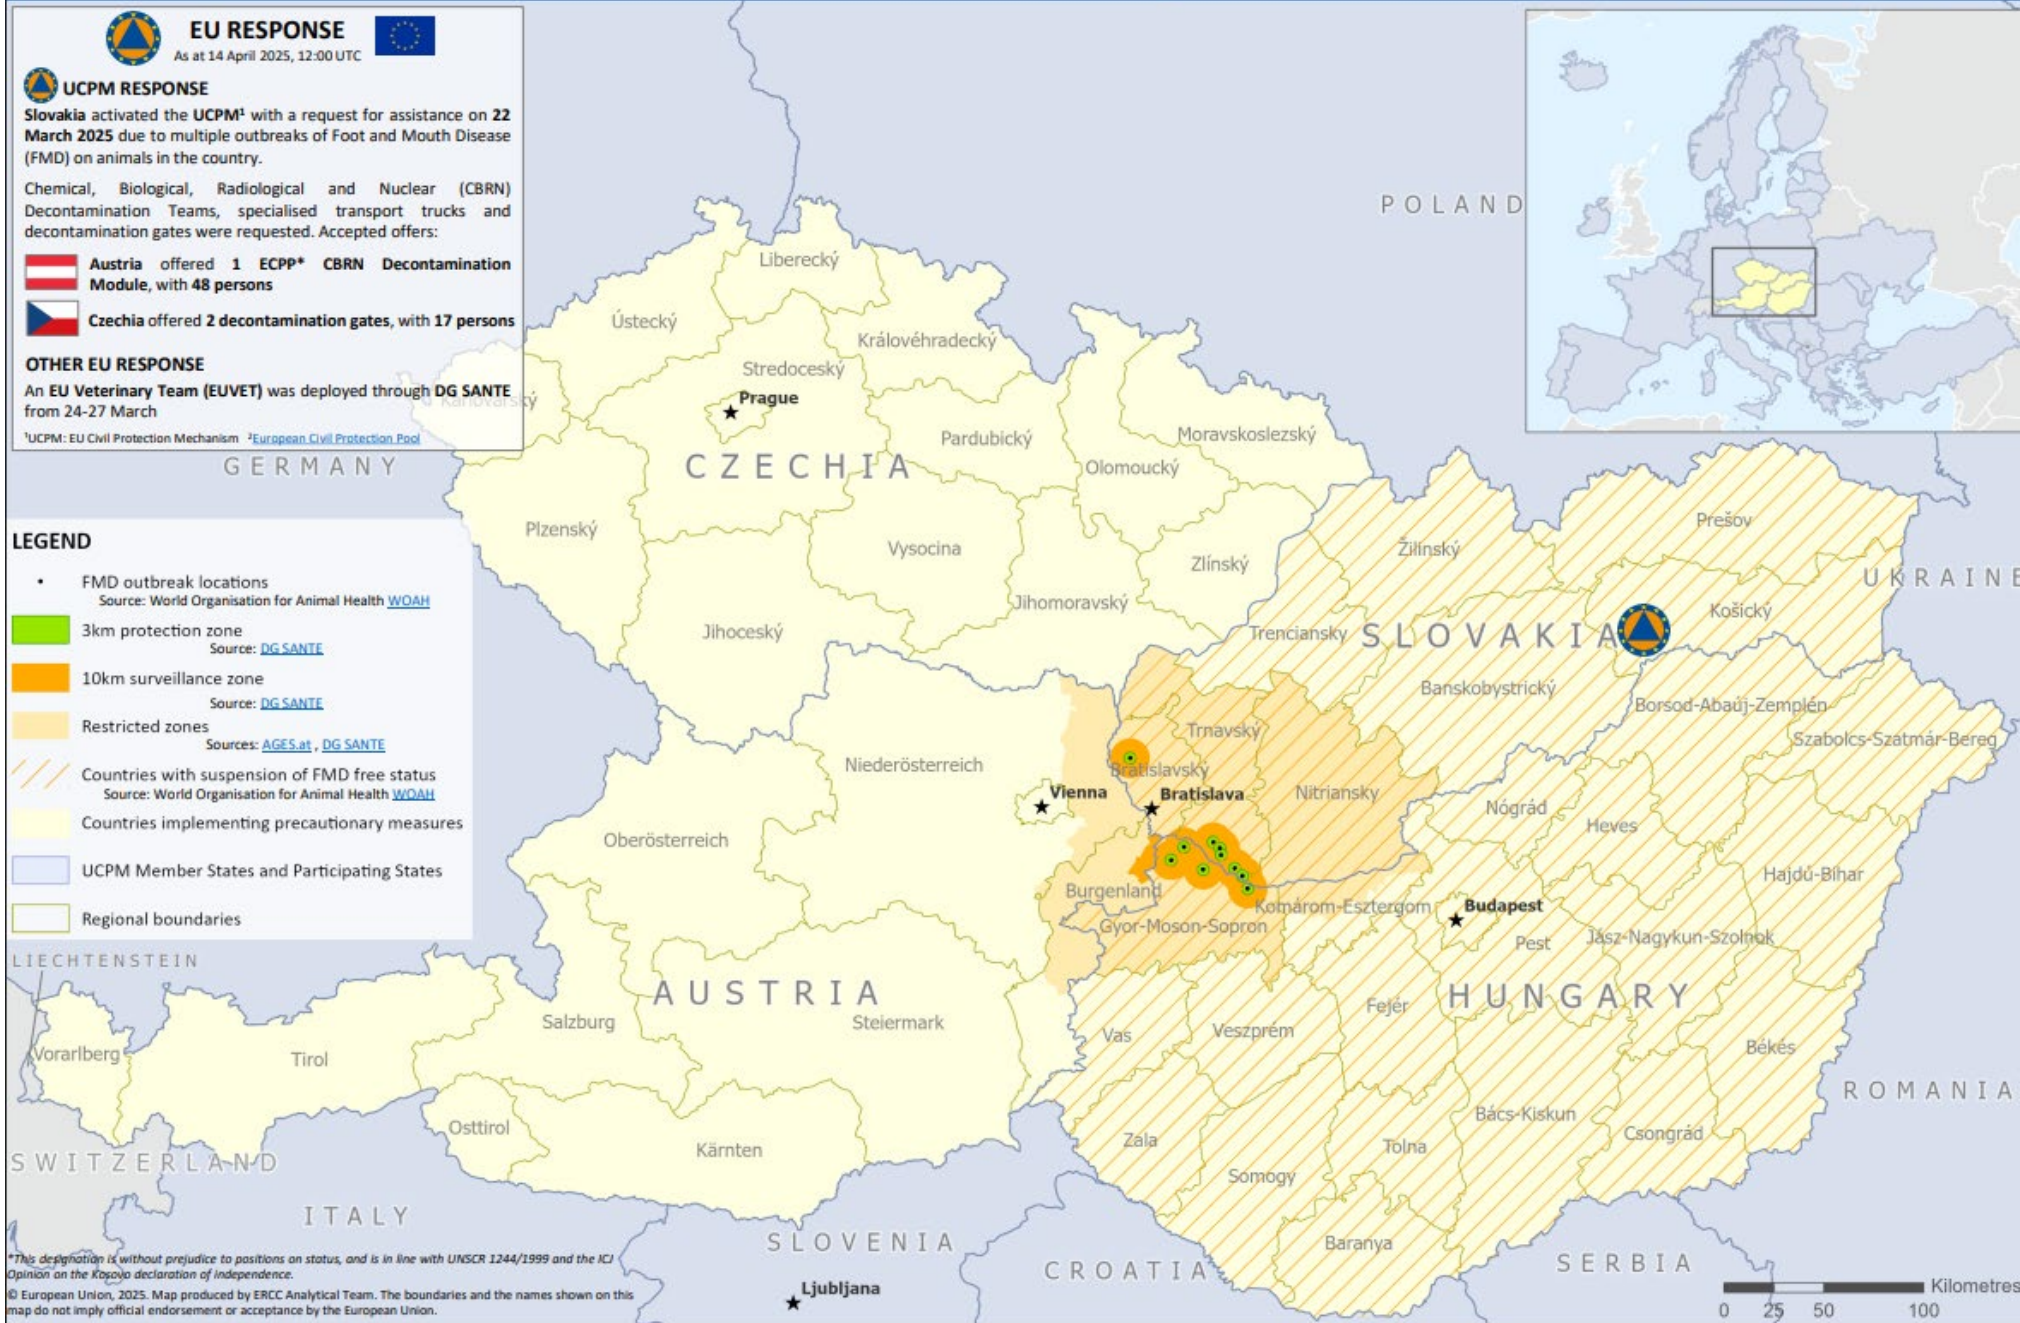 EU RESPONSE
As at 14 April 2025, 12:00 UTC
UCPM RESPONSE
Slovakia activated the UCPM¹ with a request for assistance on 22
March 2025 due to multiple outbreaks of Foot and Mouth Disease
(FMD) on animals in the country.
Chemical, Biological, Radiological and Nuclear (CBRN)
Decontamination Teams, specialised transport trucks and
decontamination gates were requested. Accepted offers:
Austria offered 1 ECPP* CBRN Decontamination
Module, with 48 persons
Czechia offered 2 decontamination gates, with 17 persons
OTHER EU RESPONSE
An EU Veterinary Team (EUVET) was deployed through DG SANTE
from 24-27 March
¹UCPM: EU Civil Protection Mechanism ²European Civil Protection Pool
LEGEND
FMD outbreak locations
Source: World Organisation for Animal Health WOAH
3km protection zone
Source: DG SANTE
10km surveillance zone
Source: DG SANTE
Restricted zones
Sources: AGES.at , DG SANTE
Countries with suspension of FMD free status
Source: World Organisation for Animal Health WOAH
Countries implementing precautionary measures
UCPM Member States and Participating States
Regional boundaries
POLAND
GERMANY
CZECHIA
Liberecký
Ústecký
Královéhradecký
Stredoceský
Karlovarský
Prague
Pardubický
Moravskoslezský
Olomoucký
Plzenský
Vysocina
Zlínský
Jihomoravský
Jihoceský
UKRAINE
SLOVAKIA
Prešov
Žilinský
Košický
Trenciansky
Banskobystrický
Trnavský
Bratislavský
Bratislava
Nitriansky
AUSTRIA
Niederösterreich
Vienna
Oberösterreich
Burgenland
Salzburg
Steiermark
Vorarlberg
Tirol
Osttirol
Kärnten
HUNGARY
Borsod-Abaúj-Zemplén
Szabolcs-Szatmár-Bereg
Nógrád
Heves
Hajdú-Bihar
Komárom-Esztergom
Budapest
Gyor-Moson-Sopron
Pest
Jász-Nagykun-Szolnok
Fejér
Vas
Veszprém
Békés
Bács-Kiskun
Csongrád
Zala
Tolna
Somogy
Baranya
LIECHTENSTEIN
SWITZERLAND
ITALY
SLOVENIA
Ljubljana
CROATIA
SERBIA
ROMANIA
*This designation is without prejudice to positions on status, and is in line with UNSCR 1244/1999 and the ICJ
Opinion on the Kosovo declaration of independence.
© European Union, 2025. Map produced by ERCC Analytical Team. The boundaries and the names shown on this
map do not imply official endorsement or acceptance by the European Union.
Kilometres
0 25 50 100